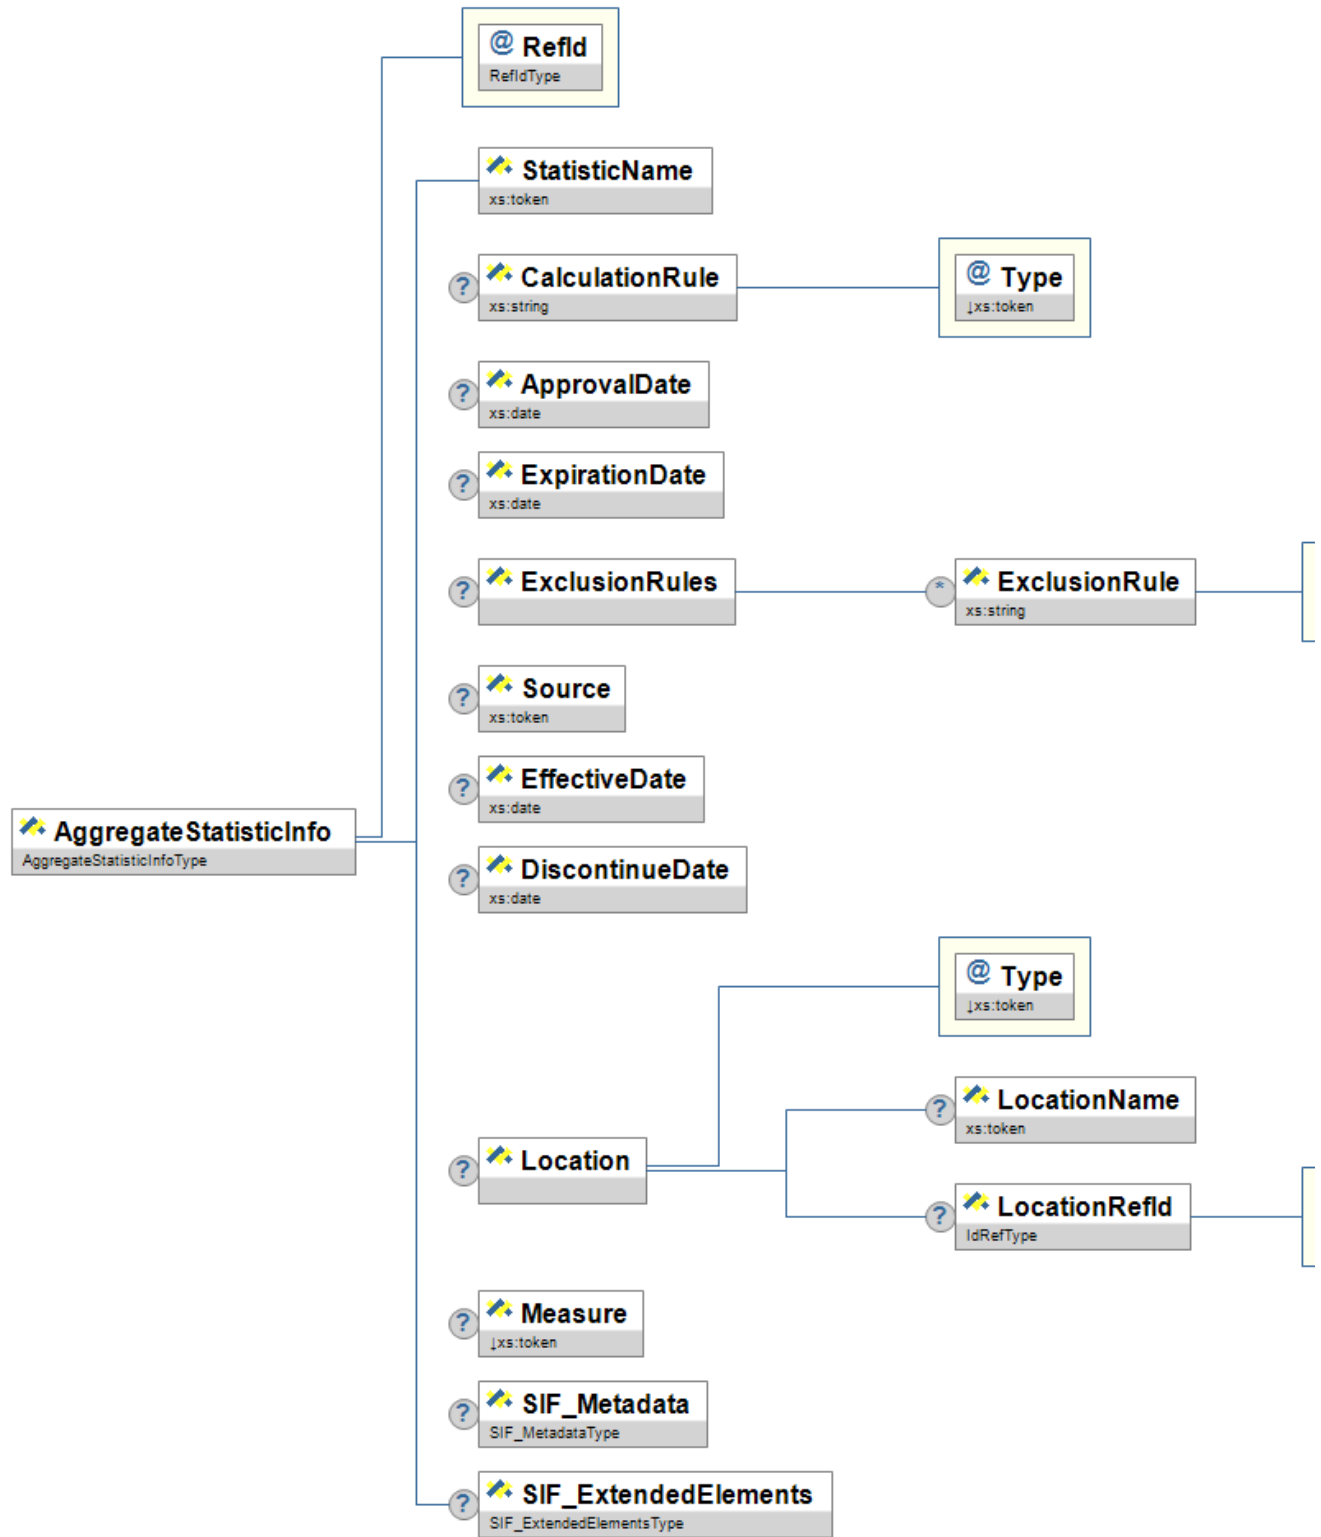 @ RefId
RefIdType
StatisticName
xs:token
? CalculationRule
xs:string
@ Type
↓xs:token
? ApprovalDate
xs:date
? ExpirationDate
xs:date
? ExclusionRules
* ExclusionRule
xs:string
? Source
xs:token
? EffectiveDate
xs:date
AggregateStatisticInfo
AggregateStatisticInfoType
? DiscontinueDate
xs:date
@ Type
↓xs:token
? LocationName
xs:token
? Location
? LocationRefId
IdRefType
? Measure
↓xs:token
? SIF_Metadata
SIF_MetadataType
? SIF_ExtendedElements
SIF_ExtendedElementsType